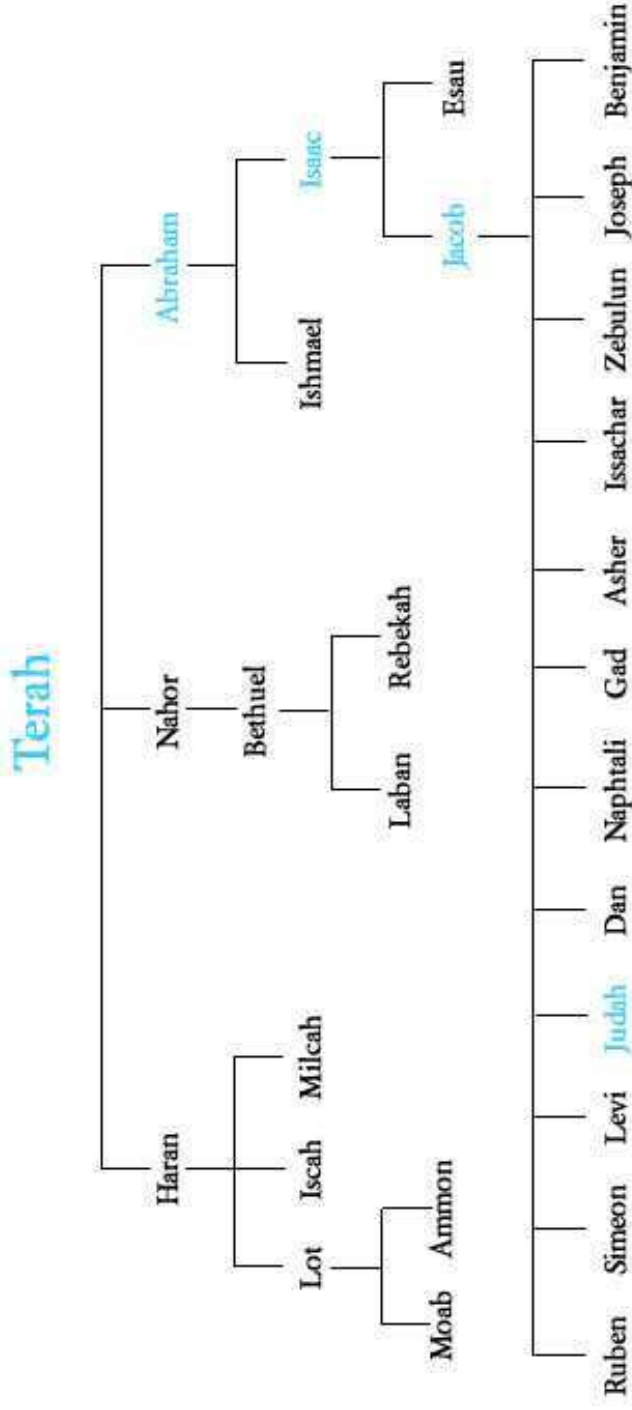 Terah
Haran Nahor Abraham
Bethuel
Lot Iscah Milcah Ishmael Isaac
Laban Rebekah
Moab Ammon Jacob Esau
Ruben Simeon Levi Judah Dan Naphtali Gad Asher Issachar Zebulun Joseph Benjamin